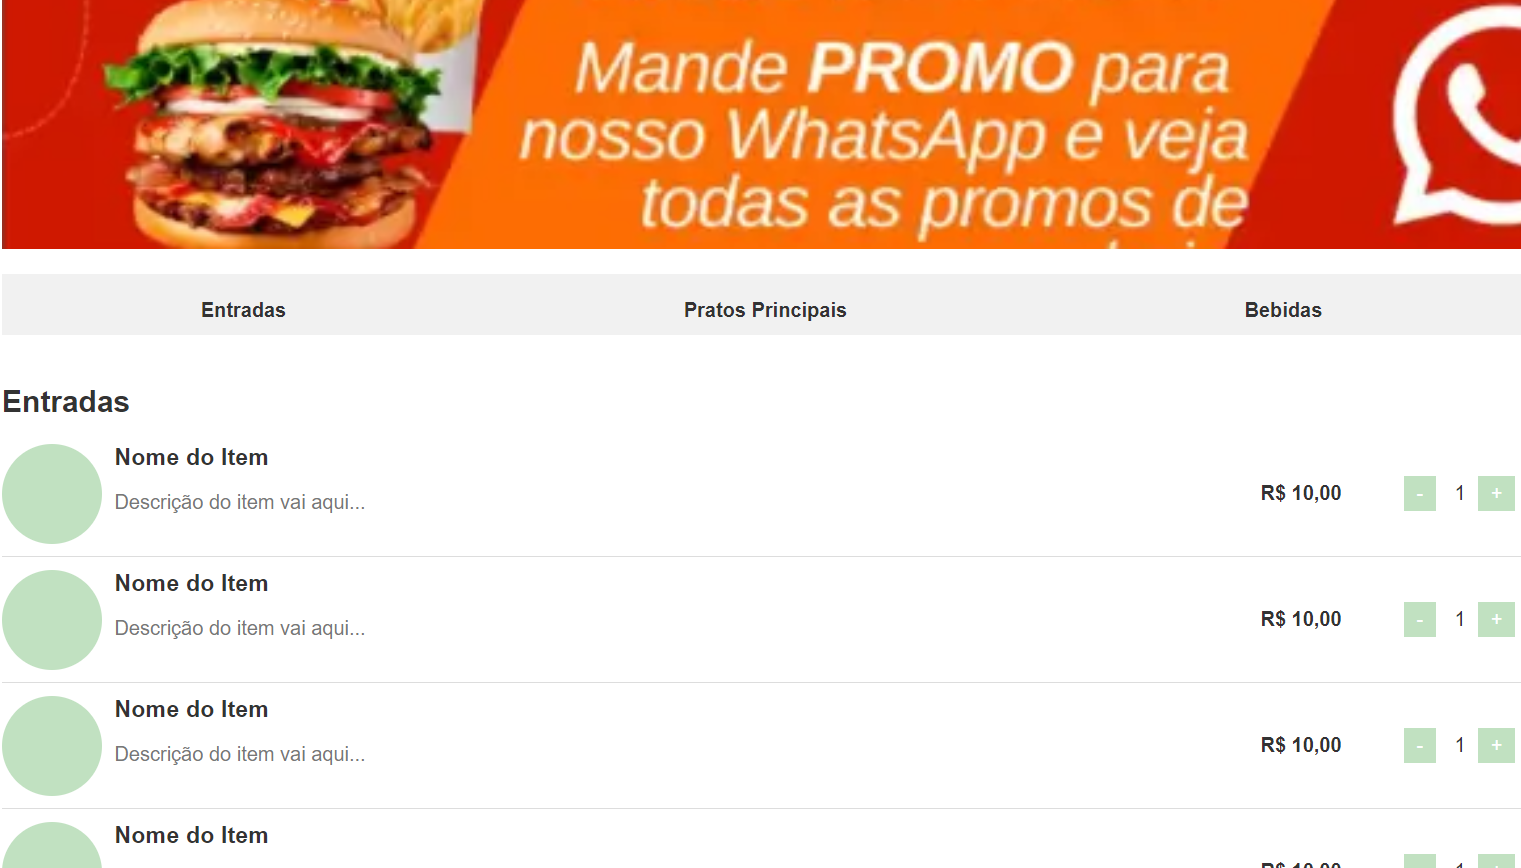 Mande PROMO para
nosso WhatsApp e veja
todas as promos de
Entradas
Pratos Principais
Bebidas
Entradas
Nome do Item
Descrição do item vai aqui...
R$ 10,00
-
1
+
Nome do Item
Descrição do item vai aqui...
R$ 10,00
-
1
+
Nome do Item
Descrição do item vai aqui...
R$ 10,00
-
1
+
Nome do Item